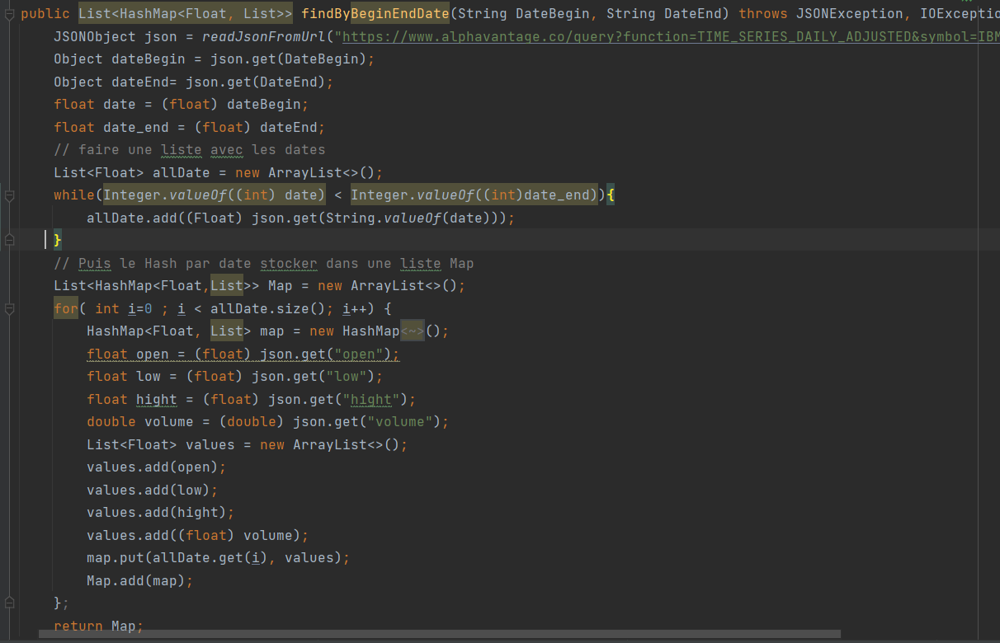 public List<HashMap<Float, List>> findByBeginEndDate(String DateBegin, String DateEnd) throws JSONException, IOExceptio
JSONObject json = readJsonFromUrl("https://www.alphavantage.co/query?function=TIME_SERIES_DAILY_ADJUSTED&symbol=IBM
Object dateBegin = json.get(DateBegin);
Object dateEnd= json.get(DateEnd);
float date = (float) dateBegin;
float date_end = (float) dateEnd;
// faire une liste avec les dates
List<Float> allDate = new ArrayList<>();
while(Integer.valueOf((int) date) < Integer.valueOf((int)date_end)){
allDate.add((Float) json.get(String.valueOf(date)));
}
// Puis le Hash par date stocker dans une liste Map
List<HashMap<Float,List>> Map = new ArrayList<>();
for( int i=0 ; i < allDate.size(); i++) {
HashMap<Float, List> map = new HashMap<~>();
float open = (float) json.get("open");
float low = (float) json.get("low");
float hight = (float) json.get("hight");
double volume = (double) json.get("volume");
List<Float> values = new ArrayList<>();
values.add(open);
values.add(low);
values.add(hight);
values.add((float) volume);
map.put(allDate.get(i), values);
Map.add(map);
};
return Map;